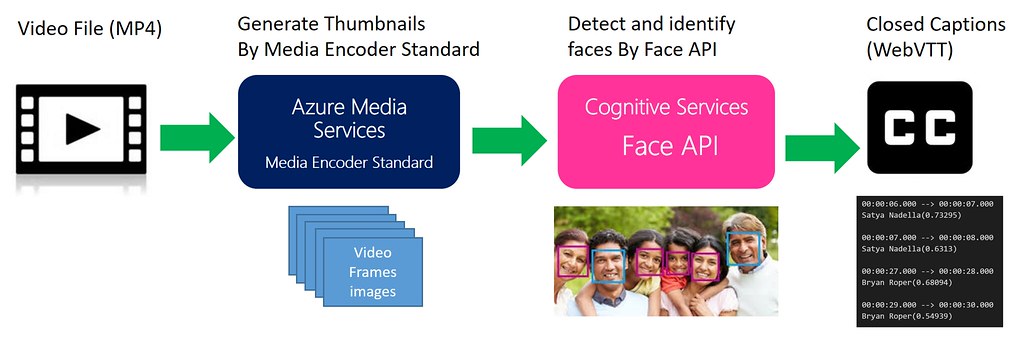 Video File (MP4)
Generate Thumbnails
By Media Encoder Standard
Detect and identify
faces By Face API
Closed Captions
(WebVTT)
Azure Media
Services
Media Encoder Standard
Cognitive Services
Face API
CC
Video
Frames
images
00:00:06.000 --> 00:00:07.000
Satya Nadella(0.73295)
00:00:07.000 --> 00:00:08.000
Satya Nadella(0.6313)
00:00:27.000 --> 00:00:28.000
Bryan Roper(0.68094)
00:00:29.000 --> 00:00:30.000
Bryan Roper(0.54939)